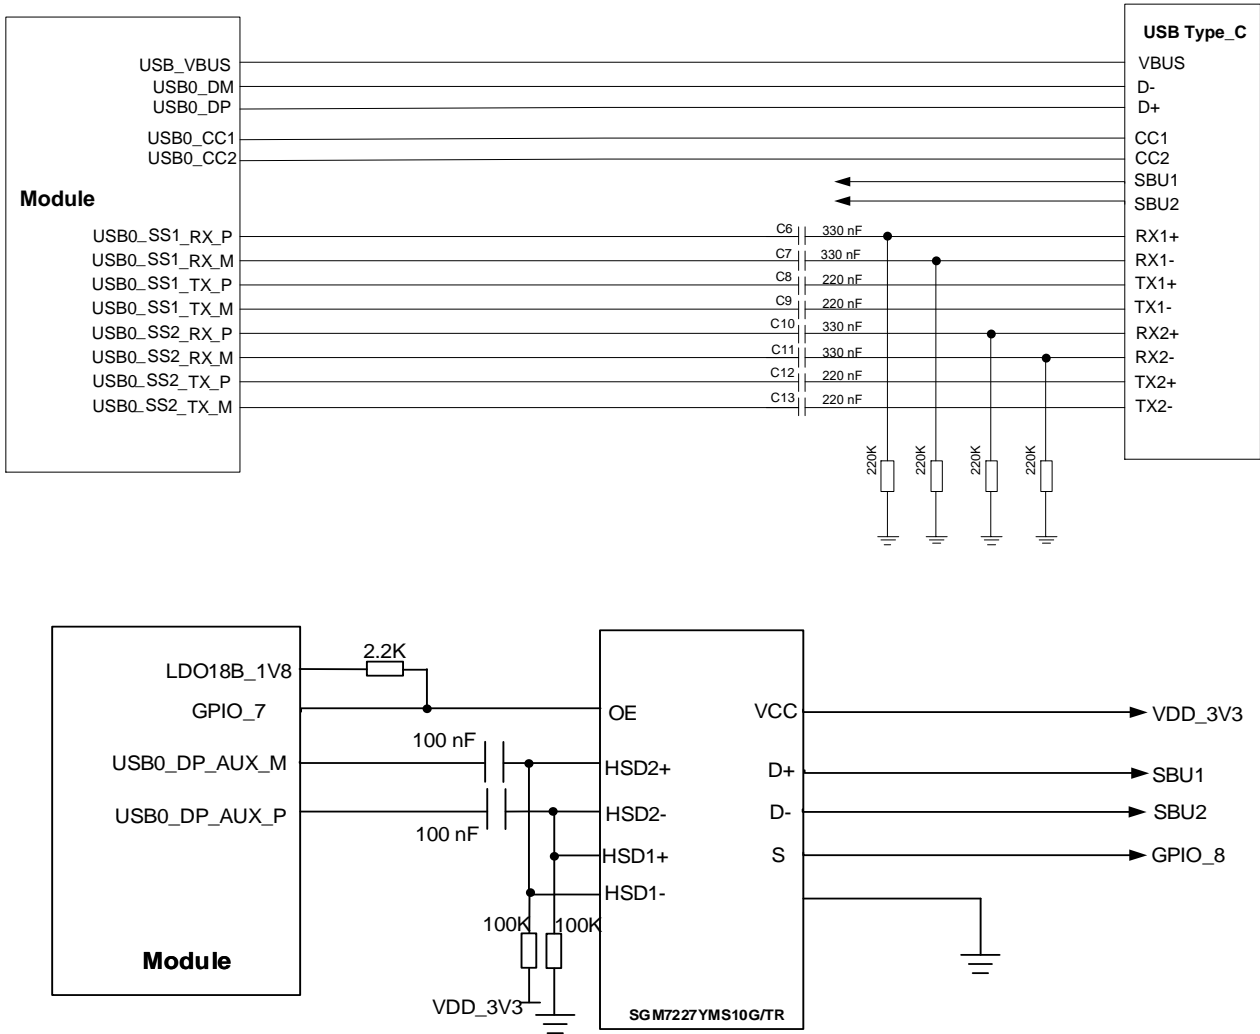 USB Type_C
USB_VBUS
VBUS
USB0_DM
D-
USB0_DP
D+
USB0_CC1
CC1
USB0_CC2
CC2
SBU1
Module
SBU2
USB0_SS1_RX_P
C6
330 nF
RX1+
USB0_SS1_RX_M
C7
330 nF
RX1-
USB0_SS1_TX_P
C8
220 nF
TX1+
USB0_SS1_TX_M
C9
220 nF
TX1-
USB0_SS2_RX_P
C10
330 nF
RX2+
USB0_SS2_RX_M
C11
330 nF
RX2-
USB0_SS2_TX_P
C12
220 nF
TX2+
USB0_SS2_TX_M
C13
220 nF
TX2-
220K
220K
220K
220K
LDO18B_1V8
2.2K
GPIO_7
OE
VCC
VDD_3V3
100 nF
USB0_DP_AUX_M
HSD2+
D+
SBU1
USB0_DP_AUX_P
HSD2-
D-
SBU2
100 nF
HSD1+
S
GPIO_8
HSD1-
100K
100K
Module
VDD_3V3
SGM7227YMS10G/TR